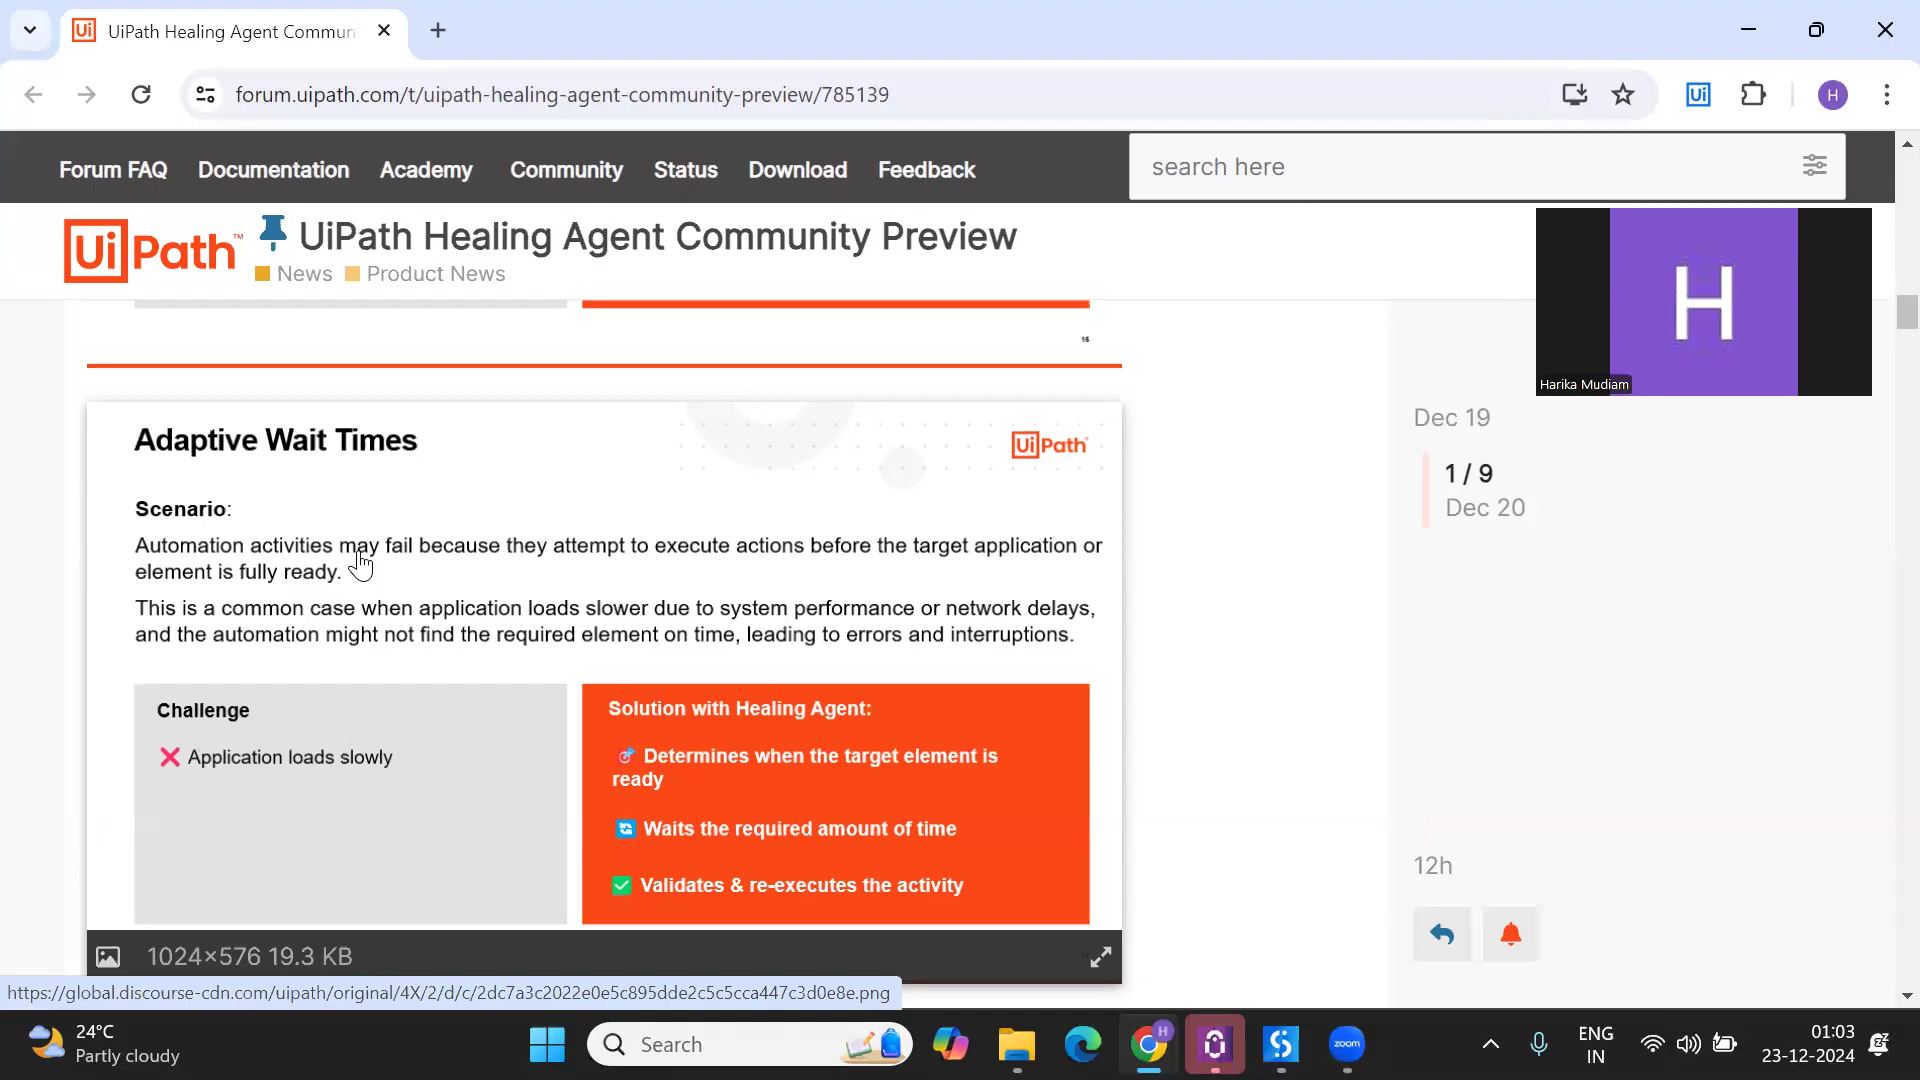 UiPath Healing Agent Commun
forum.uipath.com/t/uipath-healing-agent-community-preview/785139
Ui
H
Forum FAQ Documentation Academy Community Status Download Feedback
search here
UiPath™
UiPath Healing Agent Community Preview
News Product News
H
Harika Mudiam
16
Adaptive Wait Times
UiPath
Scenario:
Automation activities may fail because they attempt to execute actions before the target application or
element is fully ready.
This is a common case when application loads slower due to system performance or network delays,
and the automation might not find the required element on time, leading to errors and interruptions.
Challenge
❌ Application loads slowly
Solution with Healing Agent:
🎯 Determines when the target element is
ready
🔄 Waits the required amount of time
✅ Validates & re-executes the activity
1024×576 19.3 KB
Dec 19
1 / 9
Dec 20
12h
https://global.discourse-cdn.com/uipath/original/4X/2/d/c/2dc7a3c2022e0e5c895dde2c5c5cca447c3d0e8e.png
24°C
Partly cloudy
Search
H
zoom
ENG
IN
01:03
23-12-2024